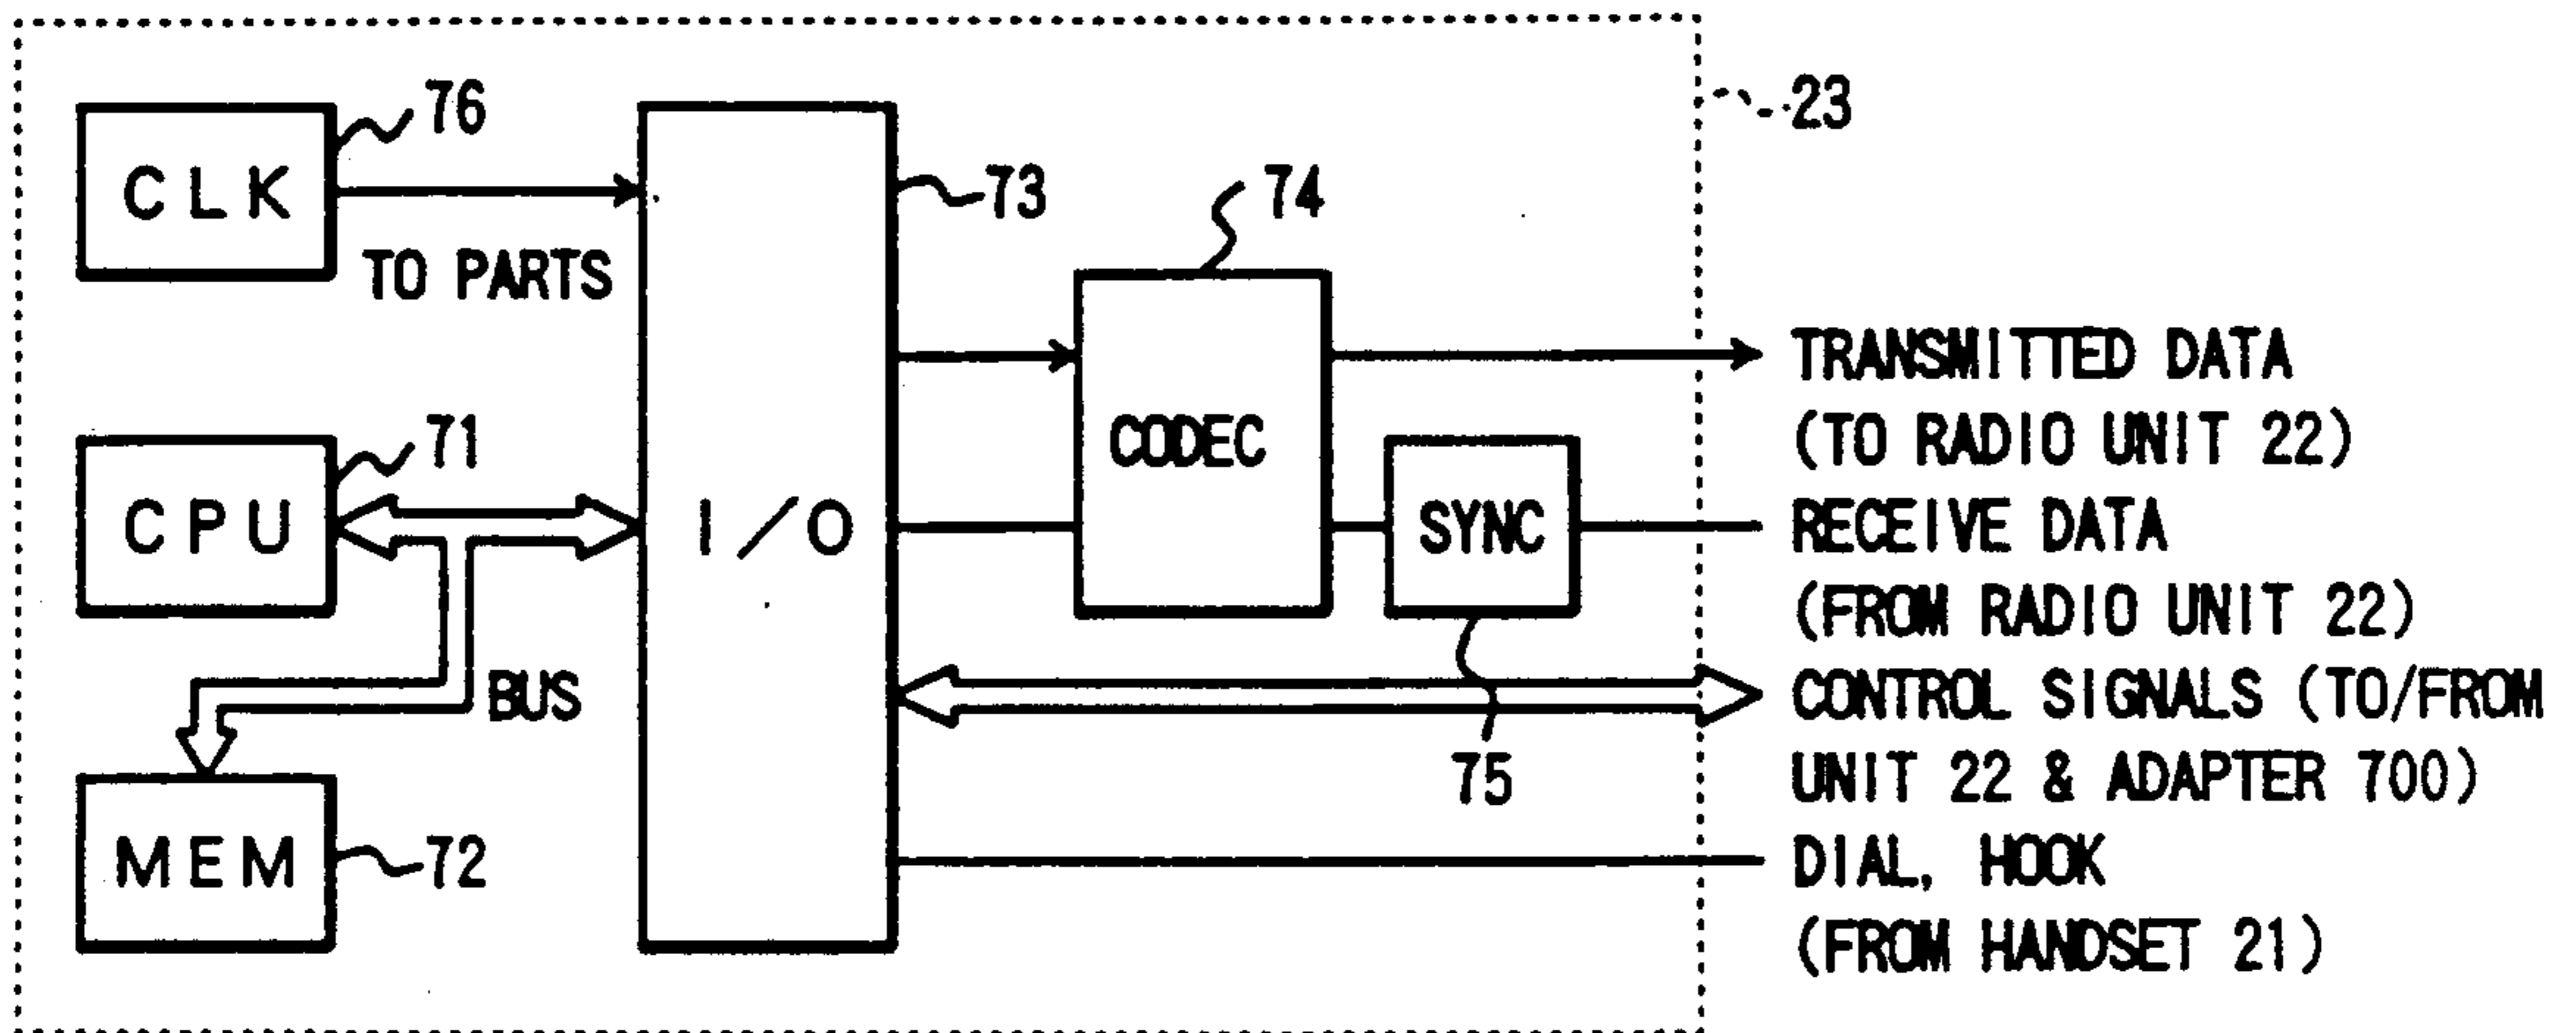 76
CLK
TO PARTS
23
73
74
71
CPU
I/O
CODEC
SYNC
TRANSMITTED DATA
(TO RADIO UNIT 22)
RECEIVE DATA
(FROM RADIO UNIT 22)
CONTROL SIGNALS (TO/FROM
UNIT 22 & ADAPTER 700)
DIAL, HOOK
(FROM HANDSET 21)
BUS
75
MEM
72